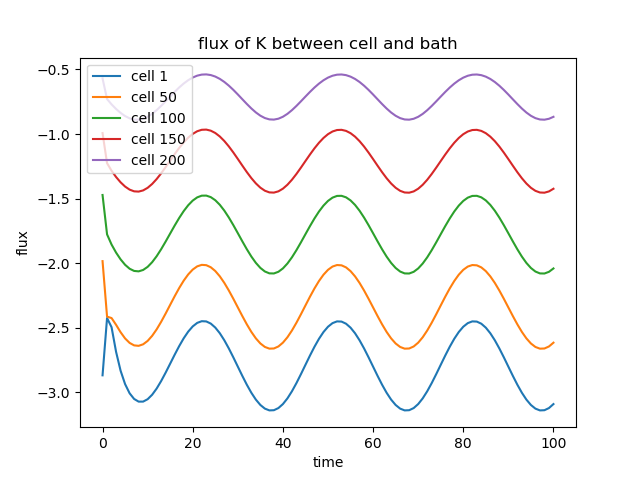 flux of K between cell and bath
cell 1
cell 50
cell 100
cell 150
cell 200
−0.5
−1.0
−1.5
−2.0
−2.5
−3.0
flux
0 20 40 60 80 100
time